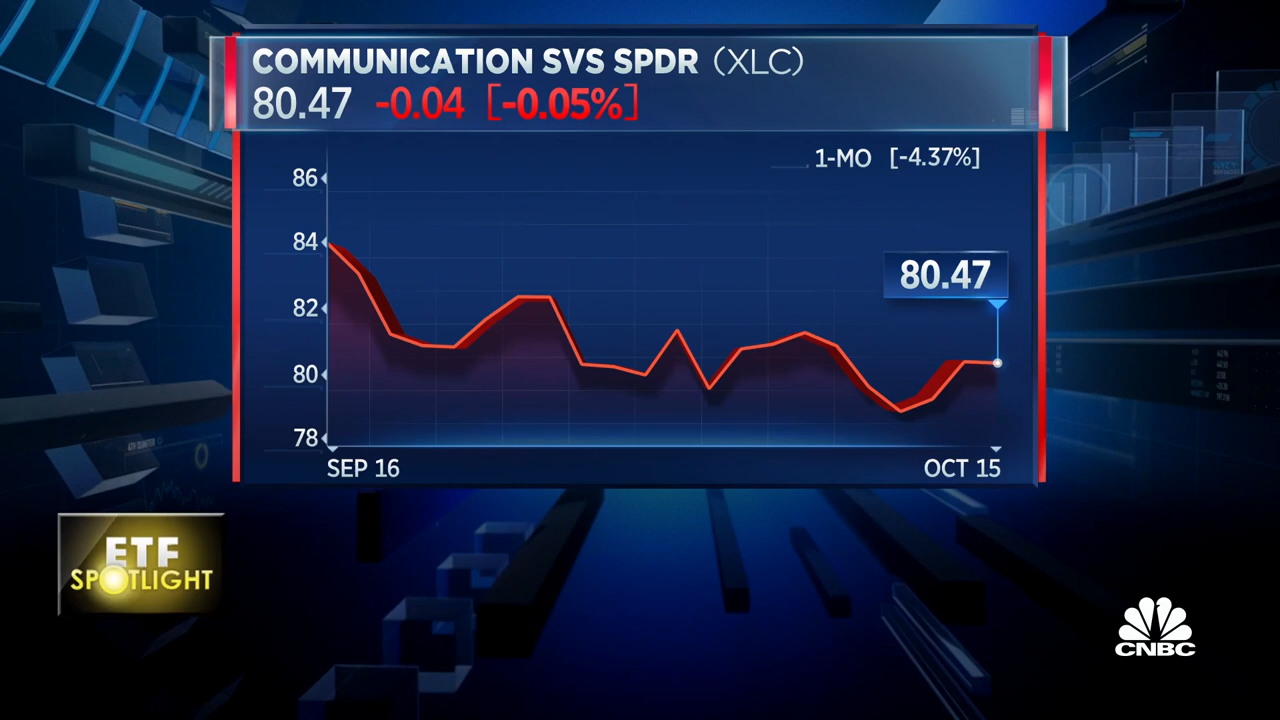 COMMUNICATION SVS SPDR (XLC)
80.47 -0.04 [-0.05%]
1-MO [-4.37%]
86
84
82
80
78
80.47
SEP 16
OCT 15
ETF
SPOTLIGHT
CNBC